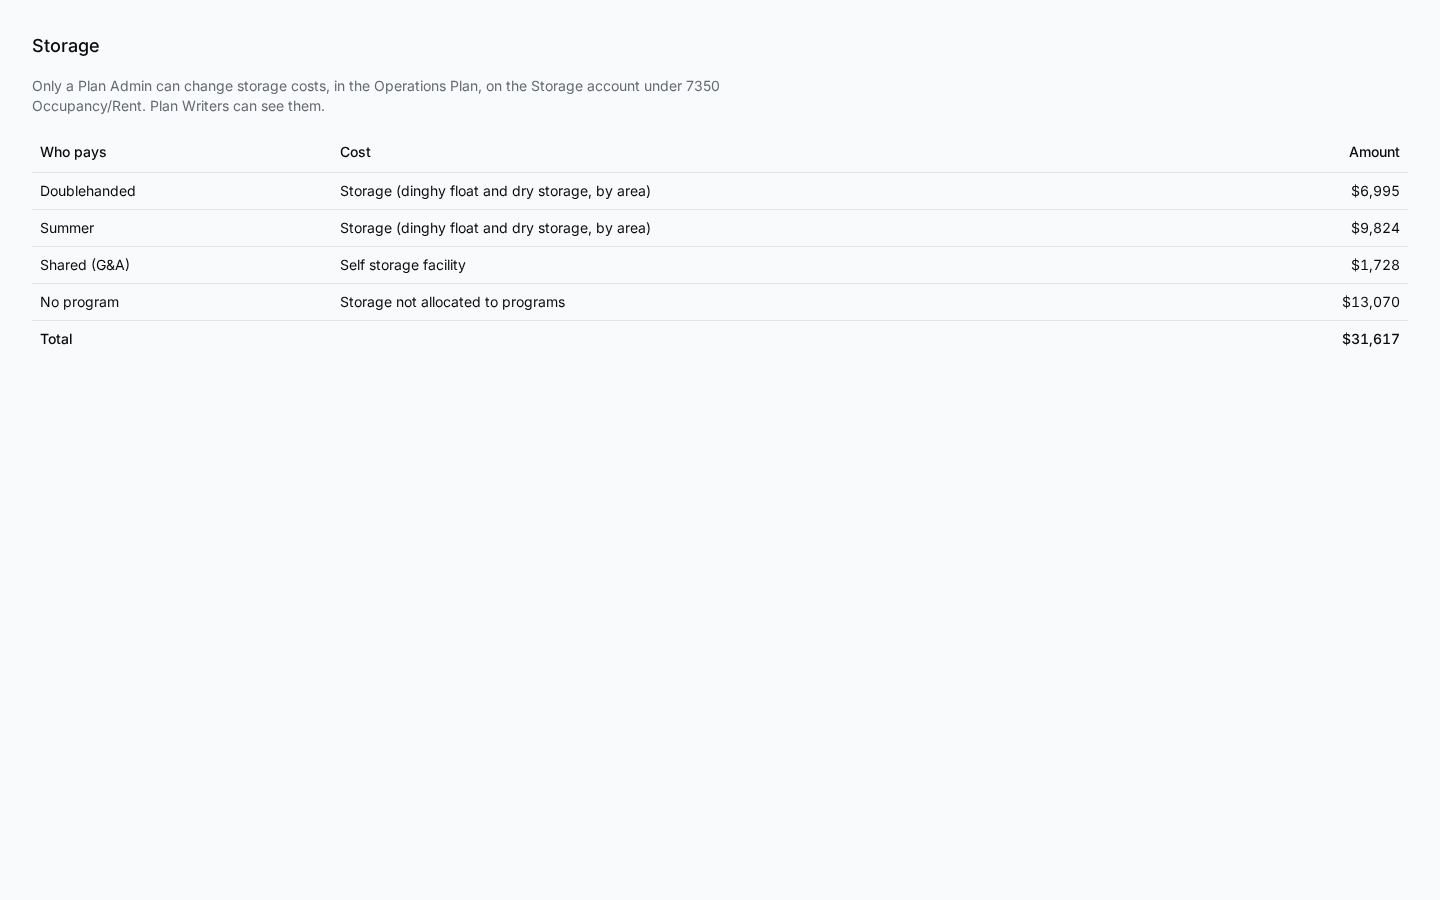 Storage
Only a Plan Admin can change storage costs, in the Operations Plan, on the Storage account under 7350
Occupancy/Rent. Plan Writers can see them.
Who pays Cost Amount
Doublehanded Storage (dinghy float and dry storage, by area) $6,995
Summer Storage (dinghy float and dry storage, by area) $9,824
Shared (G&A) Self storage facility $1,728
No program Storage not allocated to programs $13,070
Total $31,617